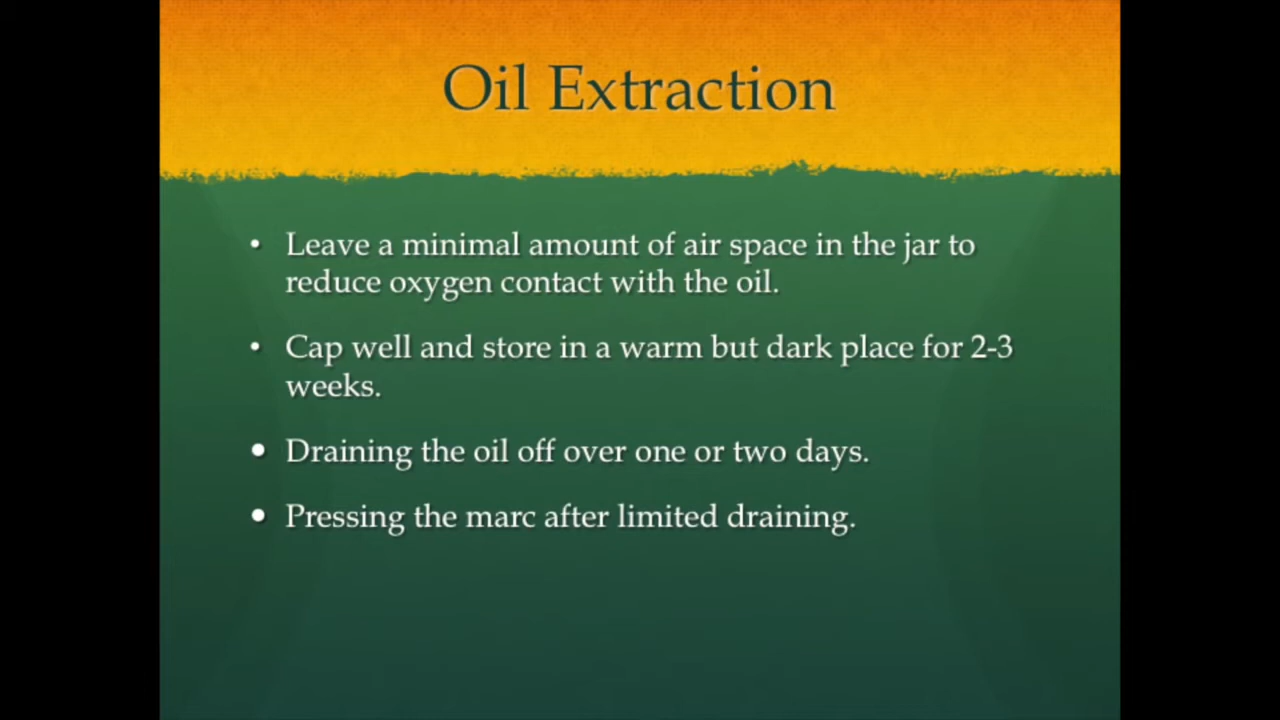 Oil Extraction
• Leave a minimal amount of air space in the jar to
reduce oxygen contact with the oil.
• Cap well and store in a warm but dark place for 2-3
weeks.
• Draining the oil off over one or two days.
• Pressing the marc after limited draining.